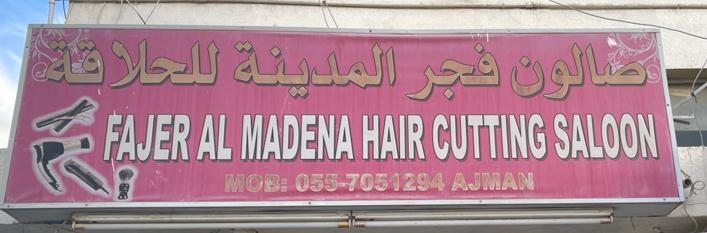 صالون فجر المدينة للحلاقة
FAJER AL MADENA HAIR CUTTING SALOON
MOB: 055-7051294 AJMAN